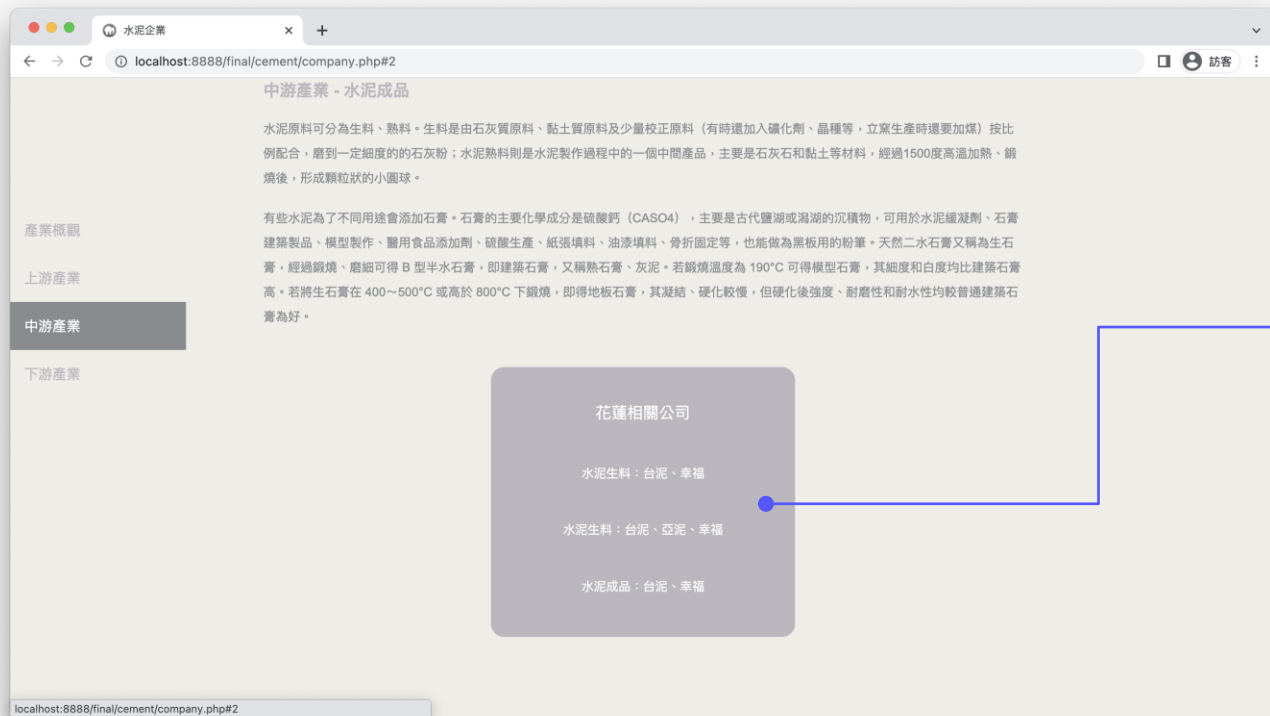 水泥企業
localhost:8888/final/cement/company.php#2
訪客
中游產業 - 水泥成品
水泥原料可分為生料、熟料。生料是由石灰質原料、黏土質原料及少量校正原料（有時還加入礦化劑、晶種等，立窯生產時還要加煤）按比
例配合，磨到一定細度的的石灰粉；水泥熟料則是水泥製作過程中的一個中間產品，主要是石灰石和黏土等材料，經過1500度高溫加熱、鍛
燒後，形成顆粒狀的小圓球。
有些水泥為了不同用途會添加石膏。石膏的主要化學成分是硫酸鈣（CASO4），主要是古代鹽湖或潟湖的沉積物，可用於水泥緩凝劑、石膏
建築製品、模型製作、醫用食品添加劑、硫酸生產、紙張填料、油漆填料、骨折固定等，也能做為黑板用的粉筆。天然二水石膏又稱為生石
膏，經過鍛燒、磨細可得 B 型半水石膏，即建築石膏，又稱熟石膏、灰泥。若鍛燒溫度為 190°C 可得模型石膏，其細度和白度均比建築石膏
高。若將生石膏在 400～500°C 或高於 800°C 下鍛燒，即得地板石膏，其凝結、硬化較慢，但硬化後強度、耐磨性和耐水性均較普通建築石
膏為好。
產業概觀
上游產業
中游產業
下游產業
花蓮相關公司
水泥生料：台泥、幸福
水泥生料：台泥、亞泥、幸福
水泥成品：台泥、幸福
localhost:8888/final/cement/company.php#2